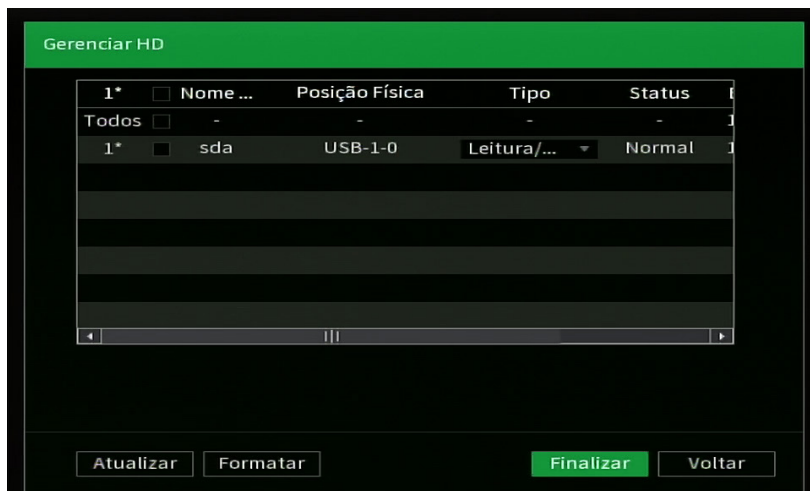 Gerenciar HD
1* Nome ... Posição Física Tipo Status
Todos - - - -
1* sda USB-1-0 Leitura/... Normal
Atualizar Formatar Finalizar Voltar